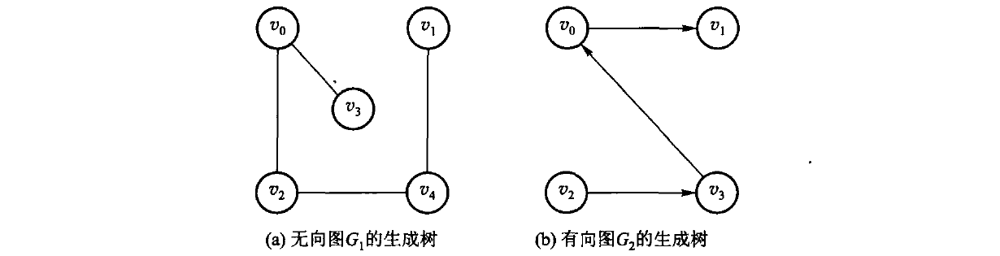 v₀
v₁
v₃
v₂
v₄
(a) 无向图G₁的生成树
v₀
v₁
v₂
v₃
(b) 有向图G₂的生成树